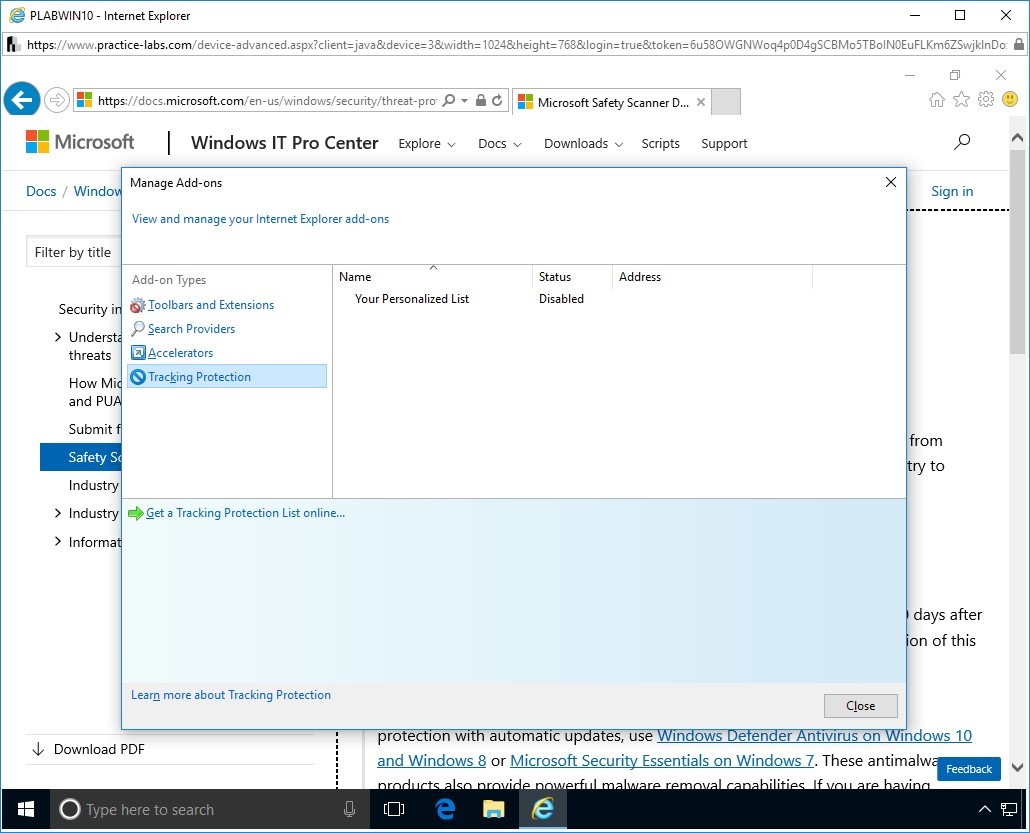 PLABWIN10 - Internet Explorer
https://www.practice-labs.com/device-advanced.aspx?client=java&device=3&width=1024&height=768&login=true&token=
https://docs.microsoft.com/en-us/windows/security/threat-pro
Microsoft Safety Scanner D...
Microsoft
Windows IT Pro Center
Explore
Docs
Downloads
Scripts
Support
Docs / Window
Sign in
Filter by title
Security in
Understa
threats
How Mic
and PUA
Submit f
Safety Sc
Industry
Industry
Informat
Download PDF
Manage Add-ons
View and manage your Internet Explorer add-ons
Add-on Types
Toolbars and Extensions
Search Providers
Accelerators
Tracking Protection
Name Status Address
Your Personalized List Disabled
Get a Tracking Protection List online...
Learn more about Tracking Protection
Close
from
try to
days after
ion of this
protection with automatic updates, use Windows Defender Antivirus on Windows 10
and Windows 8 or Microsoft Security Essentials on Windows 7. These antimalwa
products also provide powerful malware removal capabilities. If you are having
Feedback
Type here to search